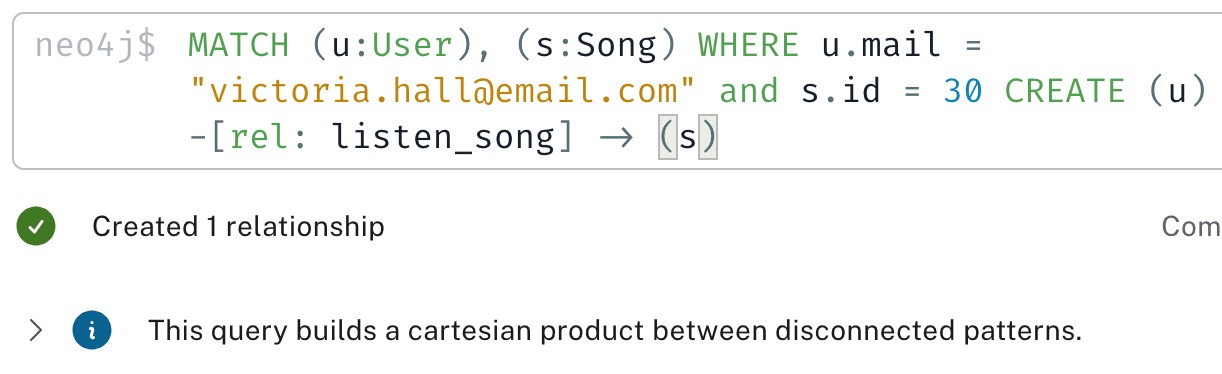 neo4j$ MATCH (u:User), (s:Song) WHERE u.mail =
"victoria.hall@email.com" and s.id = 30 CREATE (u)
-[rel: listen_song] → (s)
Created 1 relationship
Com
This query builds a cartesian product between disconnected patterns.